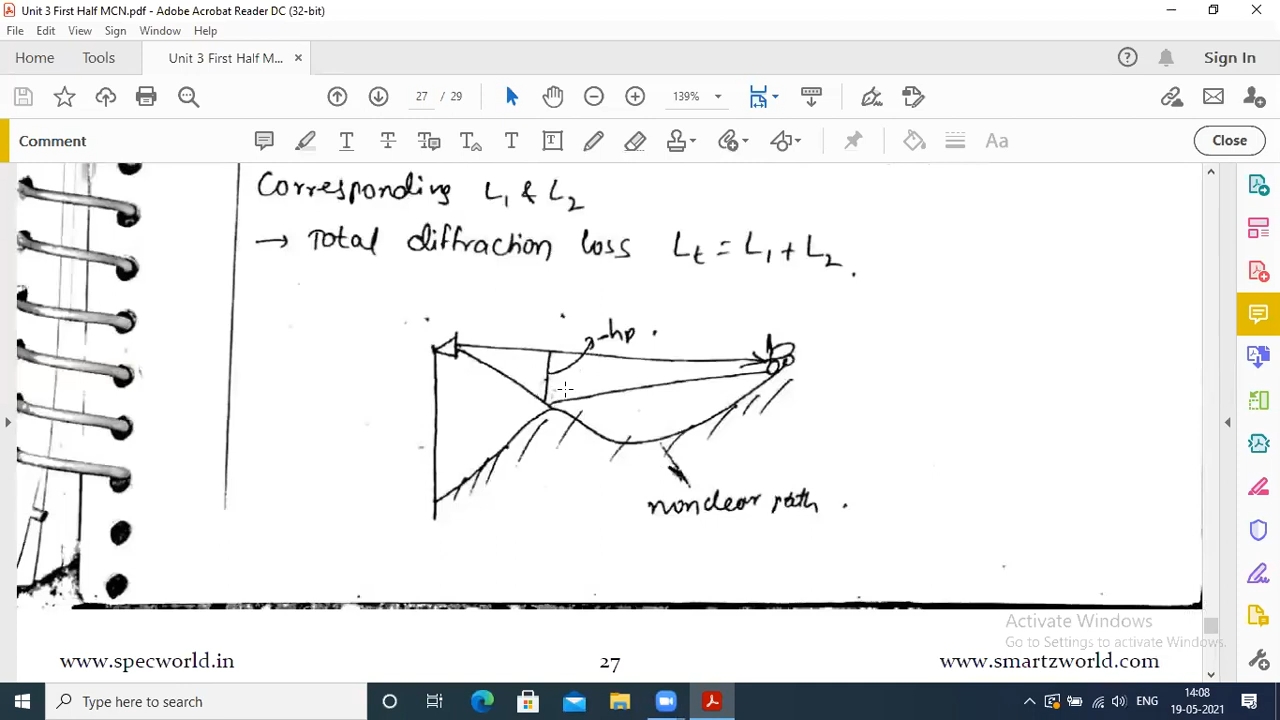 Unit 3 First Half MCN.pdf - Adobe Acrobat Reader DC (32-bit)
File Edit View Sign Window Help
Home Tools Unit 3 First Half M... Sign In
27 / 29 139%
Comment Close
Corresponding L1 & L2
→ Total diffraction loss Lt = L1 + L2.
-hp.
nonclear path.
Activate Windows
Go to Settings to activate Windows.
www.specworld.in 27 www.smartzworld.com
Type here to search
ENG 14:08
19-05-2021